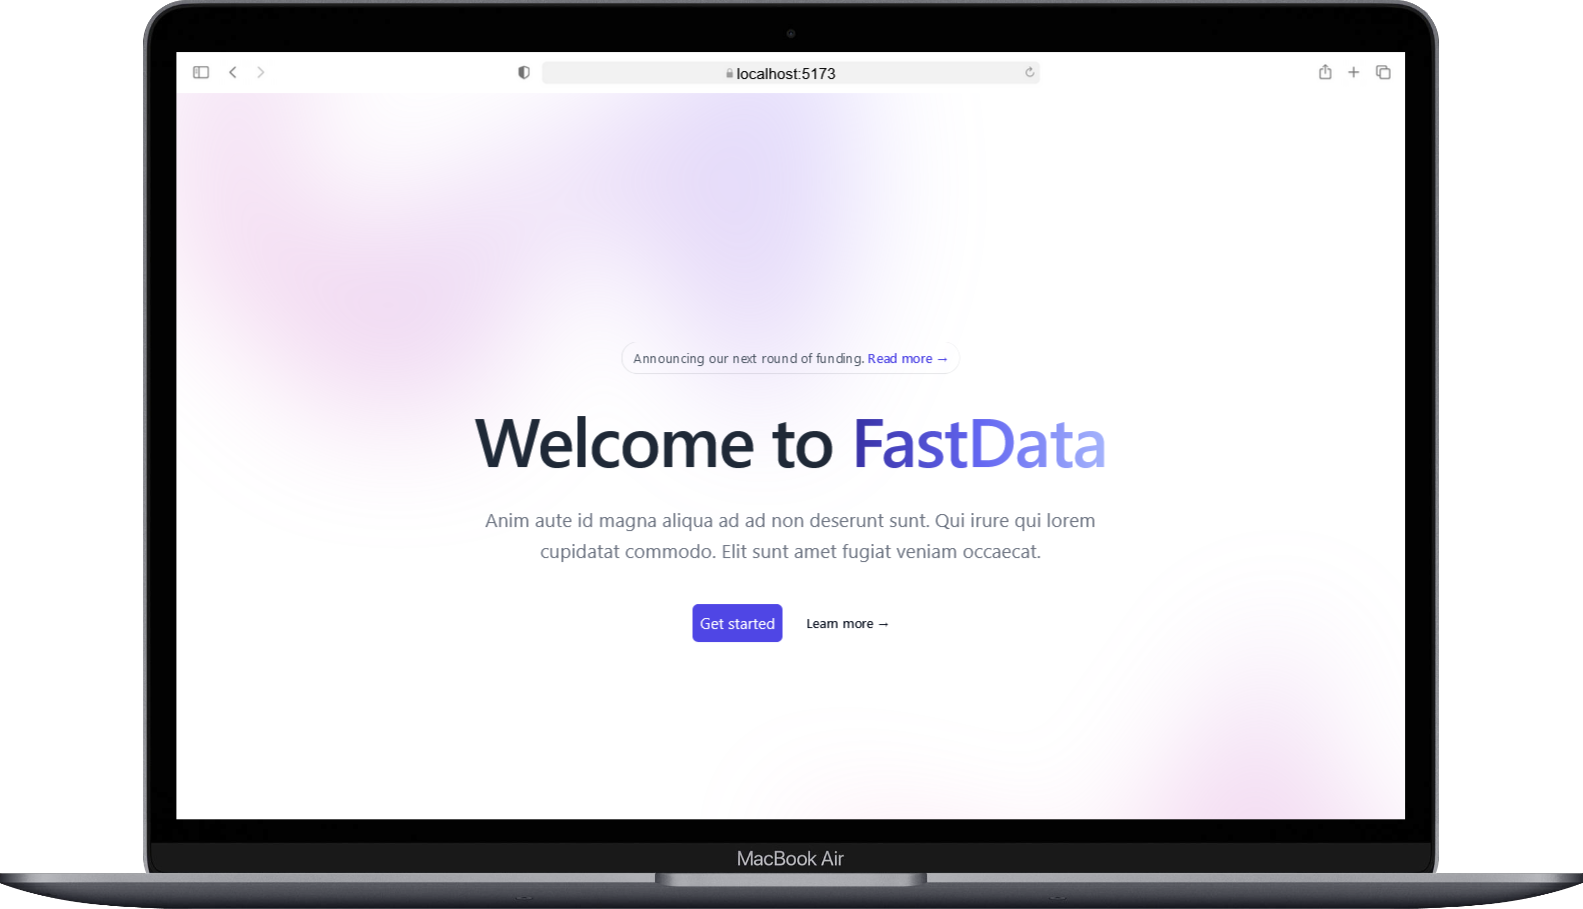 localhost:5173
Announcing our next round of funding. Read more →
Welcome to FastData
Anim aute id magna aliqua ad ad non deserunt sunt. Qui irure qui lorem
cupidatat commodo. Elit sunt amet fugiat veniam occaecat.
Get started
Learn more →
MacBook Air